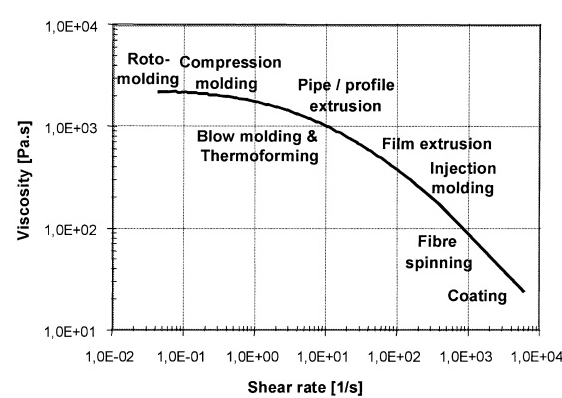 1,0E+04
Roto-
molding
Compression
molding
Pipe / profile
extrusion
1,0E+03
Blow molding &
Thermoforming
Film extrusion
Injection
molding
Viscosity [Pa.s]
1,0E+02
Fibre
spinning
Coating
1,0E+01
1,0E-02 1,0E-01 1,0E+00 1,0E+01 1,0E+02 1,0E+03 1,0E+04
Shear rate [1/s]